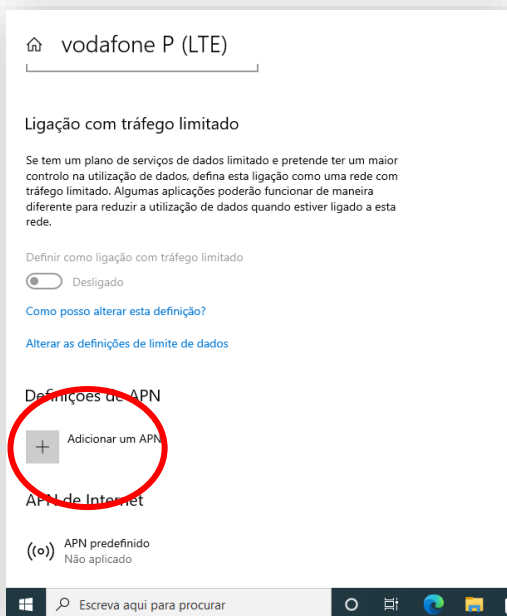 vodafone P (LTE)
Ligação com tráfego limitado
Se tem um plano de serviços de dados limitado e pretende ter um maior
controlo na utilização de dados, defina esta ligação como uma rede com
tráfego limitado. Algumas aplicações poderão funcionar de maneira
diferente para reduzir a utilização de dados quando estiver ligado a esta
rede.
Definir como ligação com tráfego limitado
Desligado
Como posso alterar esta definição?
Alterar as definições de limite de dados
Definições de APN
Adicionar um APN
APN de Internet
APN predefinido
Não aplicado
Escreva aqui para procurar